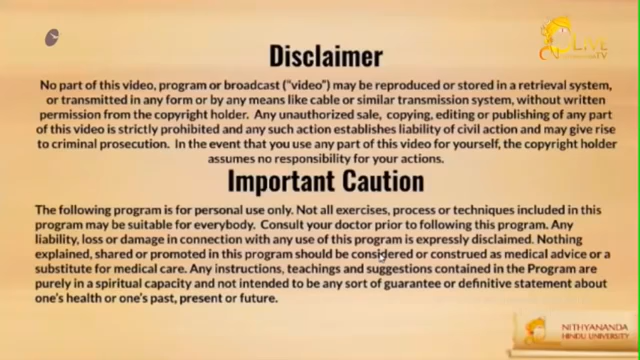 LIVE
TV
Disclaimer
No part of this video, program or broadcast (“video”) may be reproduced or stored in a retrieval system,
or transmitted in any form or by any means like cable or similar transmission system, without written
permission from the copyright holder. Any unauthorized sale, copying, editing or publishing of any part
of this video is strictly prohibited and any such action establishes liability of civil action and may give rise
to criminal prosecution. In the event that you use any part of this video for yourself, the copyright holder
assumes no responsibility for your actions.
Important Caution
The following program is for personal use only. Not all exercises, process or techniques included in this
program may be suitable for everybody. Consult your doctor prior to following this program. Any
liability, loss or damage in connection with any use of this program is expressly disclaimed. Nothing
explained, shared or promoted in this program should be considered or construed as medical advice or a
substitute for medical care. Any instructions, teachings and suggestions contained in the Program are
purely in a spiritual capacity and not intended to be any sort of guarantee or definitive statement about
one’s health or one’s past, present or future.
NITHYANANDA
HINDU UNIVERSITY